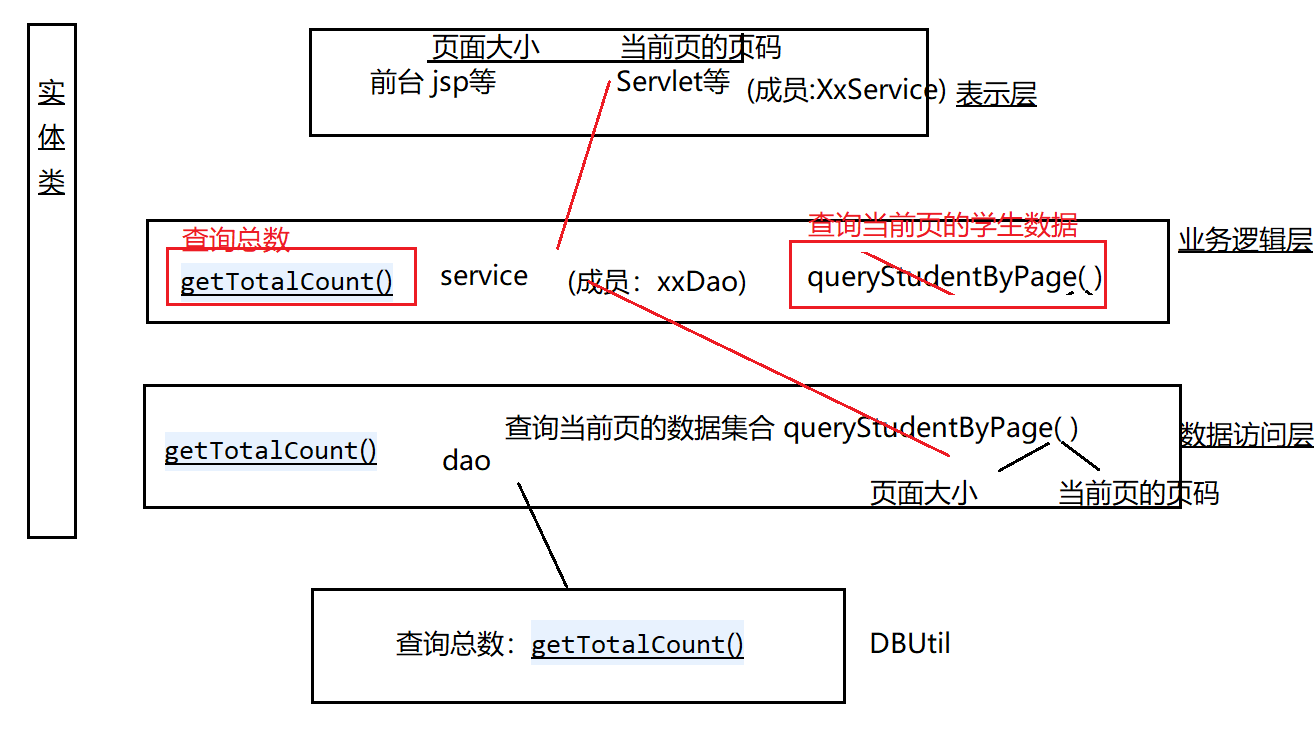 实
体
类
页面大小 当前页的页码
前台 jsp等 Servlet等 (成员:XxService) 表示层
查询总数 查询当前页的学生数据
getTotalCount() service (成员：xxDao) queryStudentByPage( ) 业务逻辑层
查询当前页的数据集合 queryStudentByPage( )
getTotalCount() dao 数据访问层
页面大小 当前页的页码
查询总数：getTotalCount() DBUtil